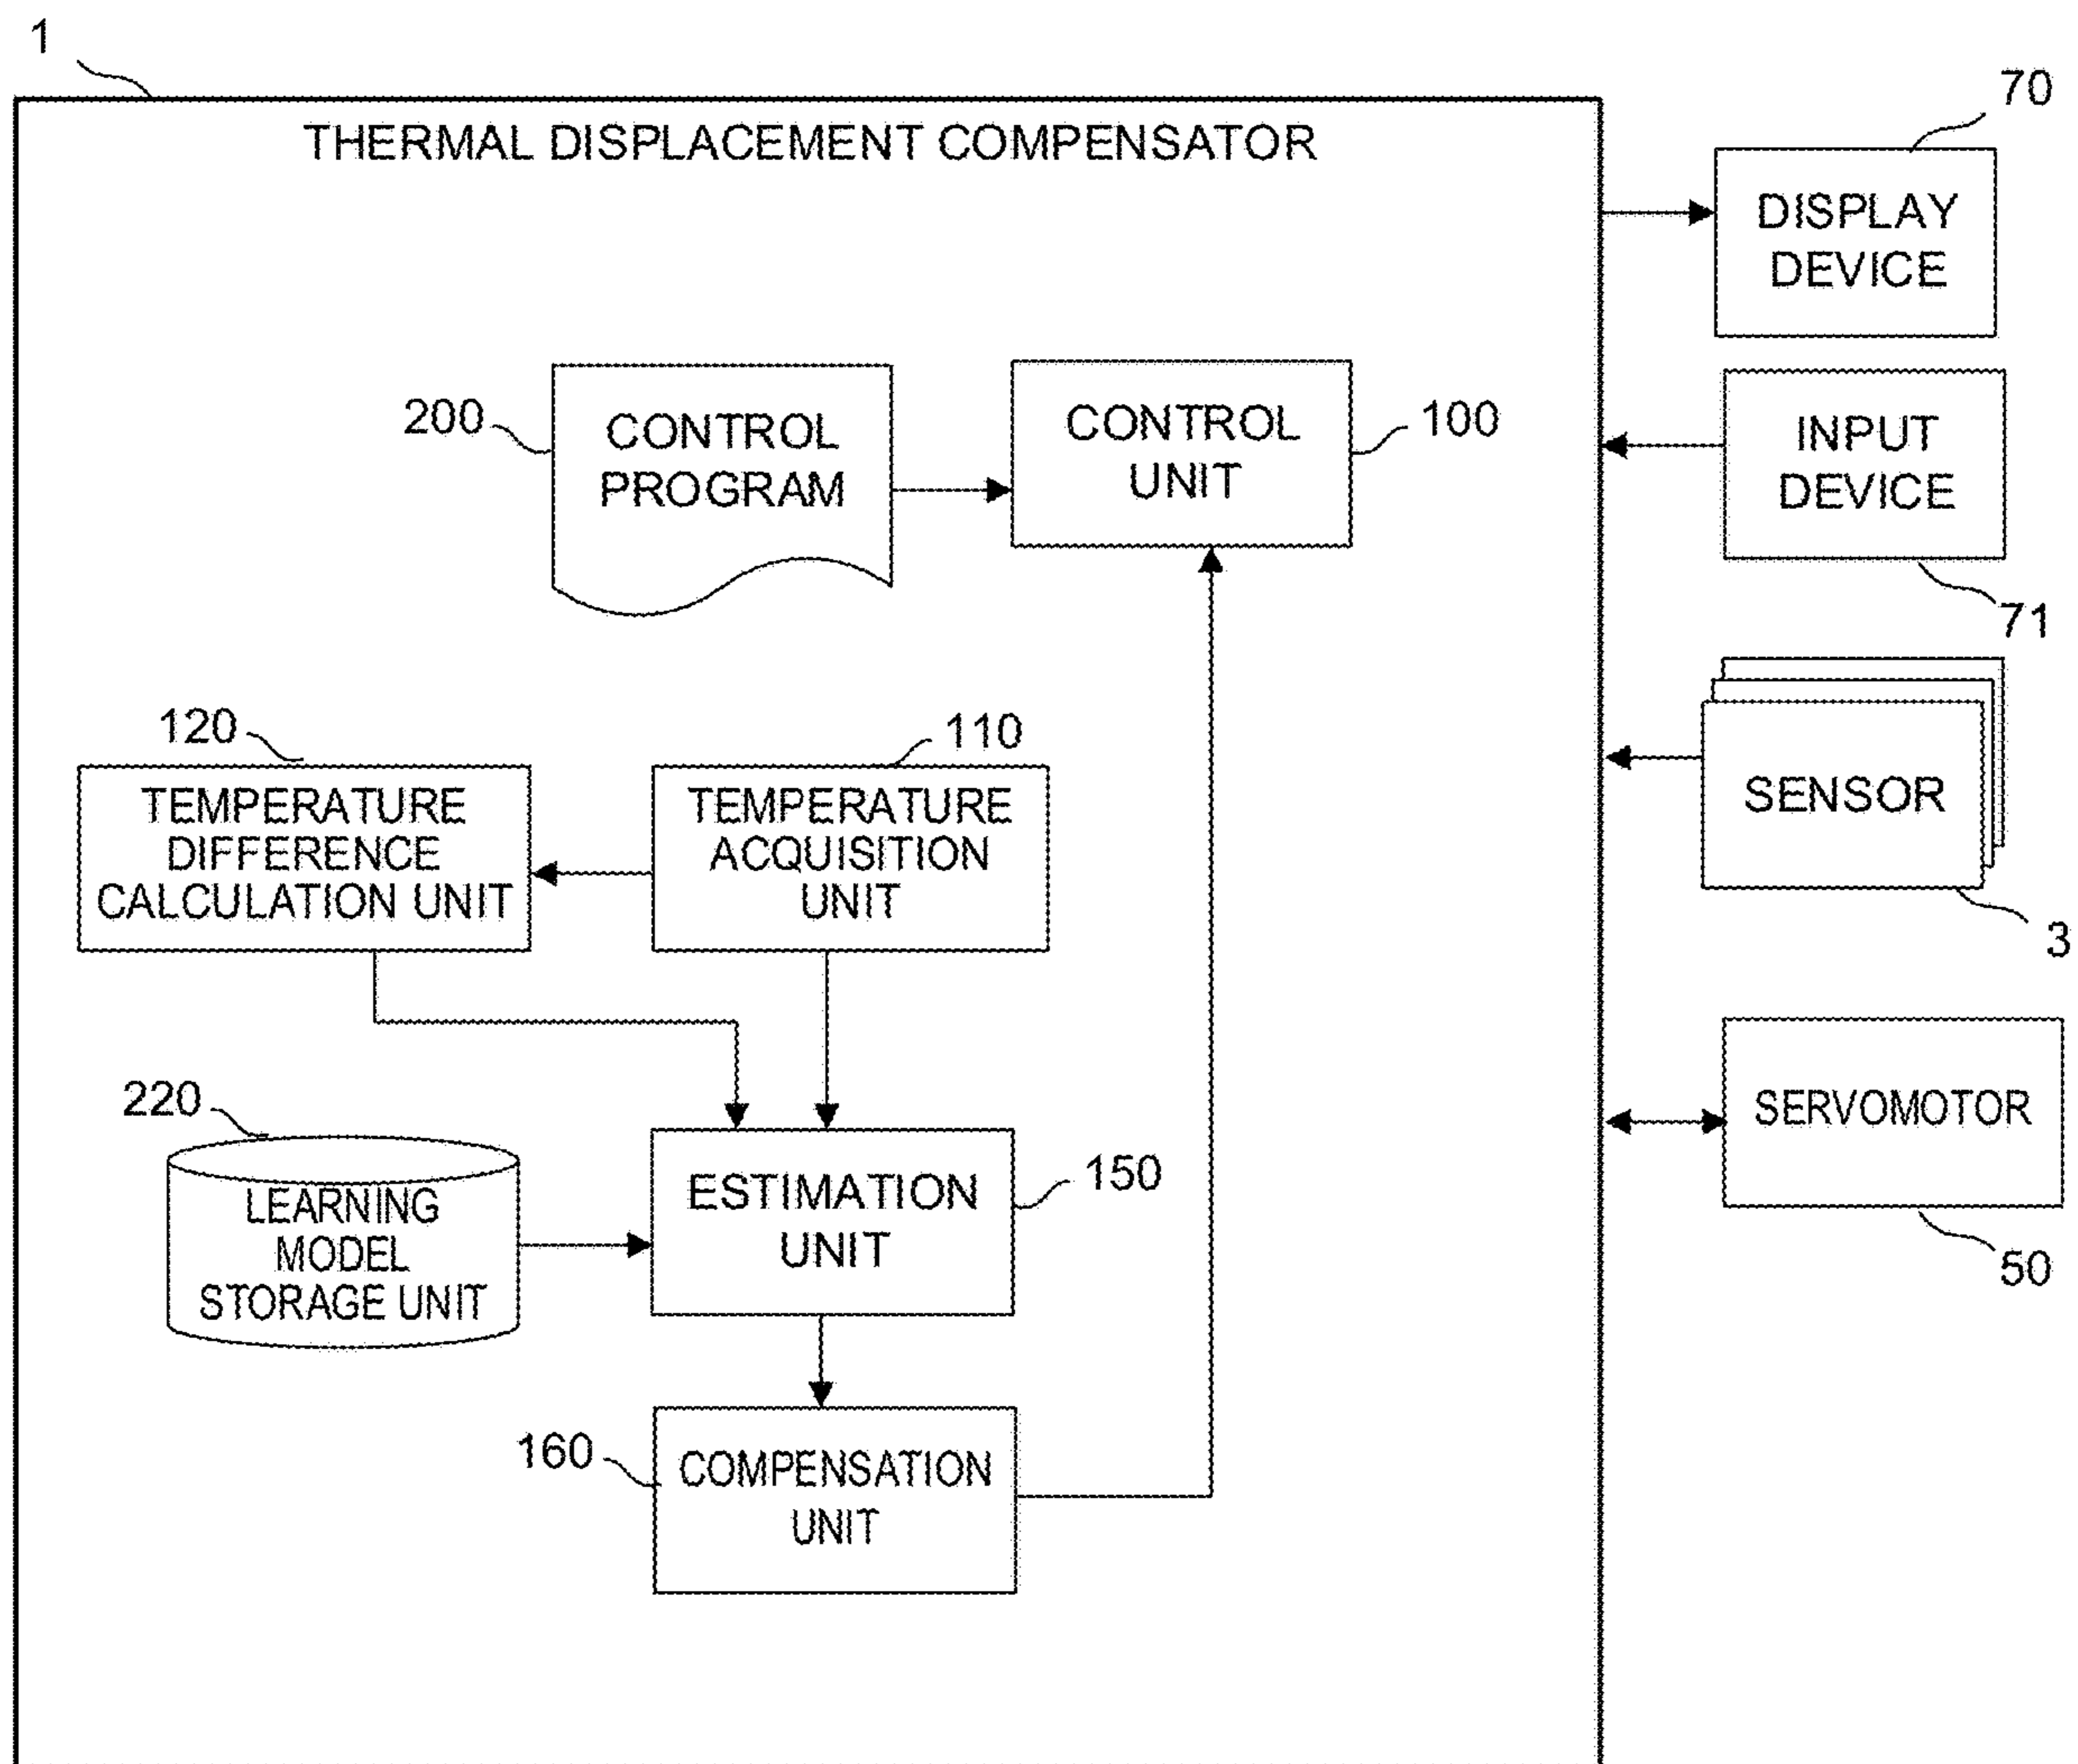 1
THERMAL DISPLACEMENT COMPENSATOR
70
DISPLAY
DEVICE
200
CONTROL
PROGRAM
CONTROL
UNIT
100
INPUT
DEVICE
71
120
TEMPERATURE
DIFFERENCE
CALCULATION UNIT
110
TEMPERATURE
ACQUISITION
UNIT
SENSOR
3
220
LEARNING
MODEL
STORAGE UNIT
ESTIMATION
UNIT
150
SERVOMOTOR
50
160
COMPENSATION
UNIT